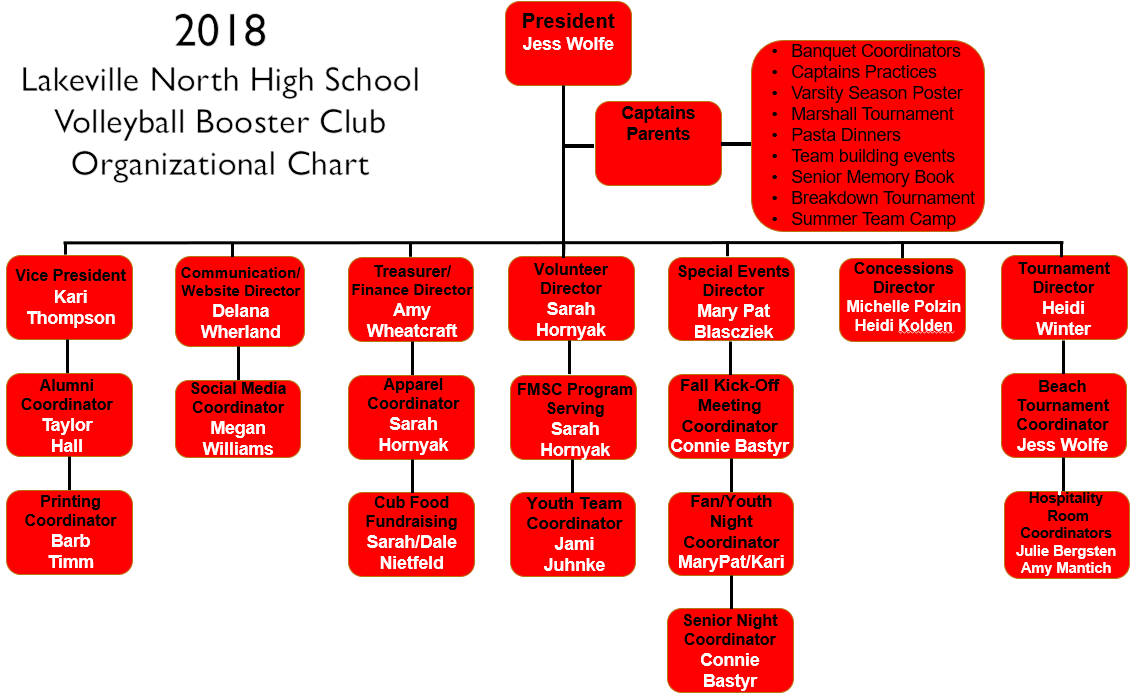 2018
Lakeville North High School
Volleyball Booster Club
Organizational Chart
President
Jess Wolfe
Captains
Parents
• Banquet Coordinators
• Captains Practices
• Varsity Season Poster
• Marshall Tournament
• Pasta Dinners
• Team building events
• Senior Memory Book
• Breakdown Tournament
• Summer Team Camp
Vice President
Kari
Thompson
Communication/
Website Director
Delana
Wherland
Treasurer/
Finance Director
Amy
Wheatcraft
Volunteer
Director
Sarah
Hornyak
Special Events
Director
Mary Pat
Blascziek
Concessions
Director
Michelle Polzin
Heidi Kolden
Tournament
Director
Heidi
Winter
Alumni
Coordinator
Taylor
Hall
Social Media
Coordinator
Megan
Williams
Apparel
Coordinator
Sarah
Hornyak
FMSC Program
Serving
Sarah
Hornyak
Fall Kick-Off
Meeting
Coordinator
Connie Bastyr
Beach
Tournament
Coordinator
Jess Wolfe
Printing
Coordinator
Barb
Timm
Cub Food
Fundraising
Sarah/Dale
Nietfeld
Youth Team
Coordinator
Jami
Juhnke
Fan/Youth
Night
Coordinator
MaryPat/Kari
Hospitality
Room
Coordinators
Julie Bergsten
Amy Mantich
Senior Night
Coordinator
Connie
Bastyr